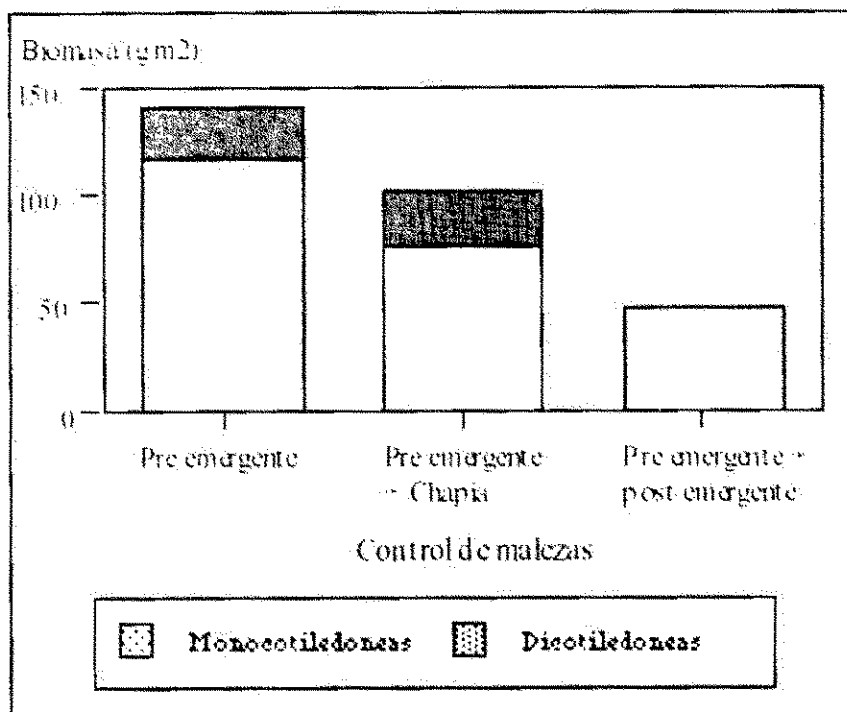 Biomasa (g m2)
150
100
50
0
Pre emergente
Pre emergente
+ Chapia
Pre emergente +
post emergente
Control de malezas
Monocotiledoneas
Dicotiledoneas